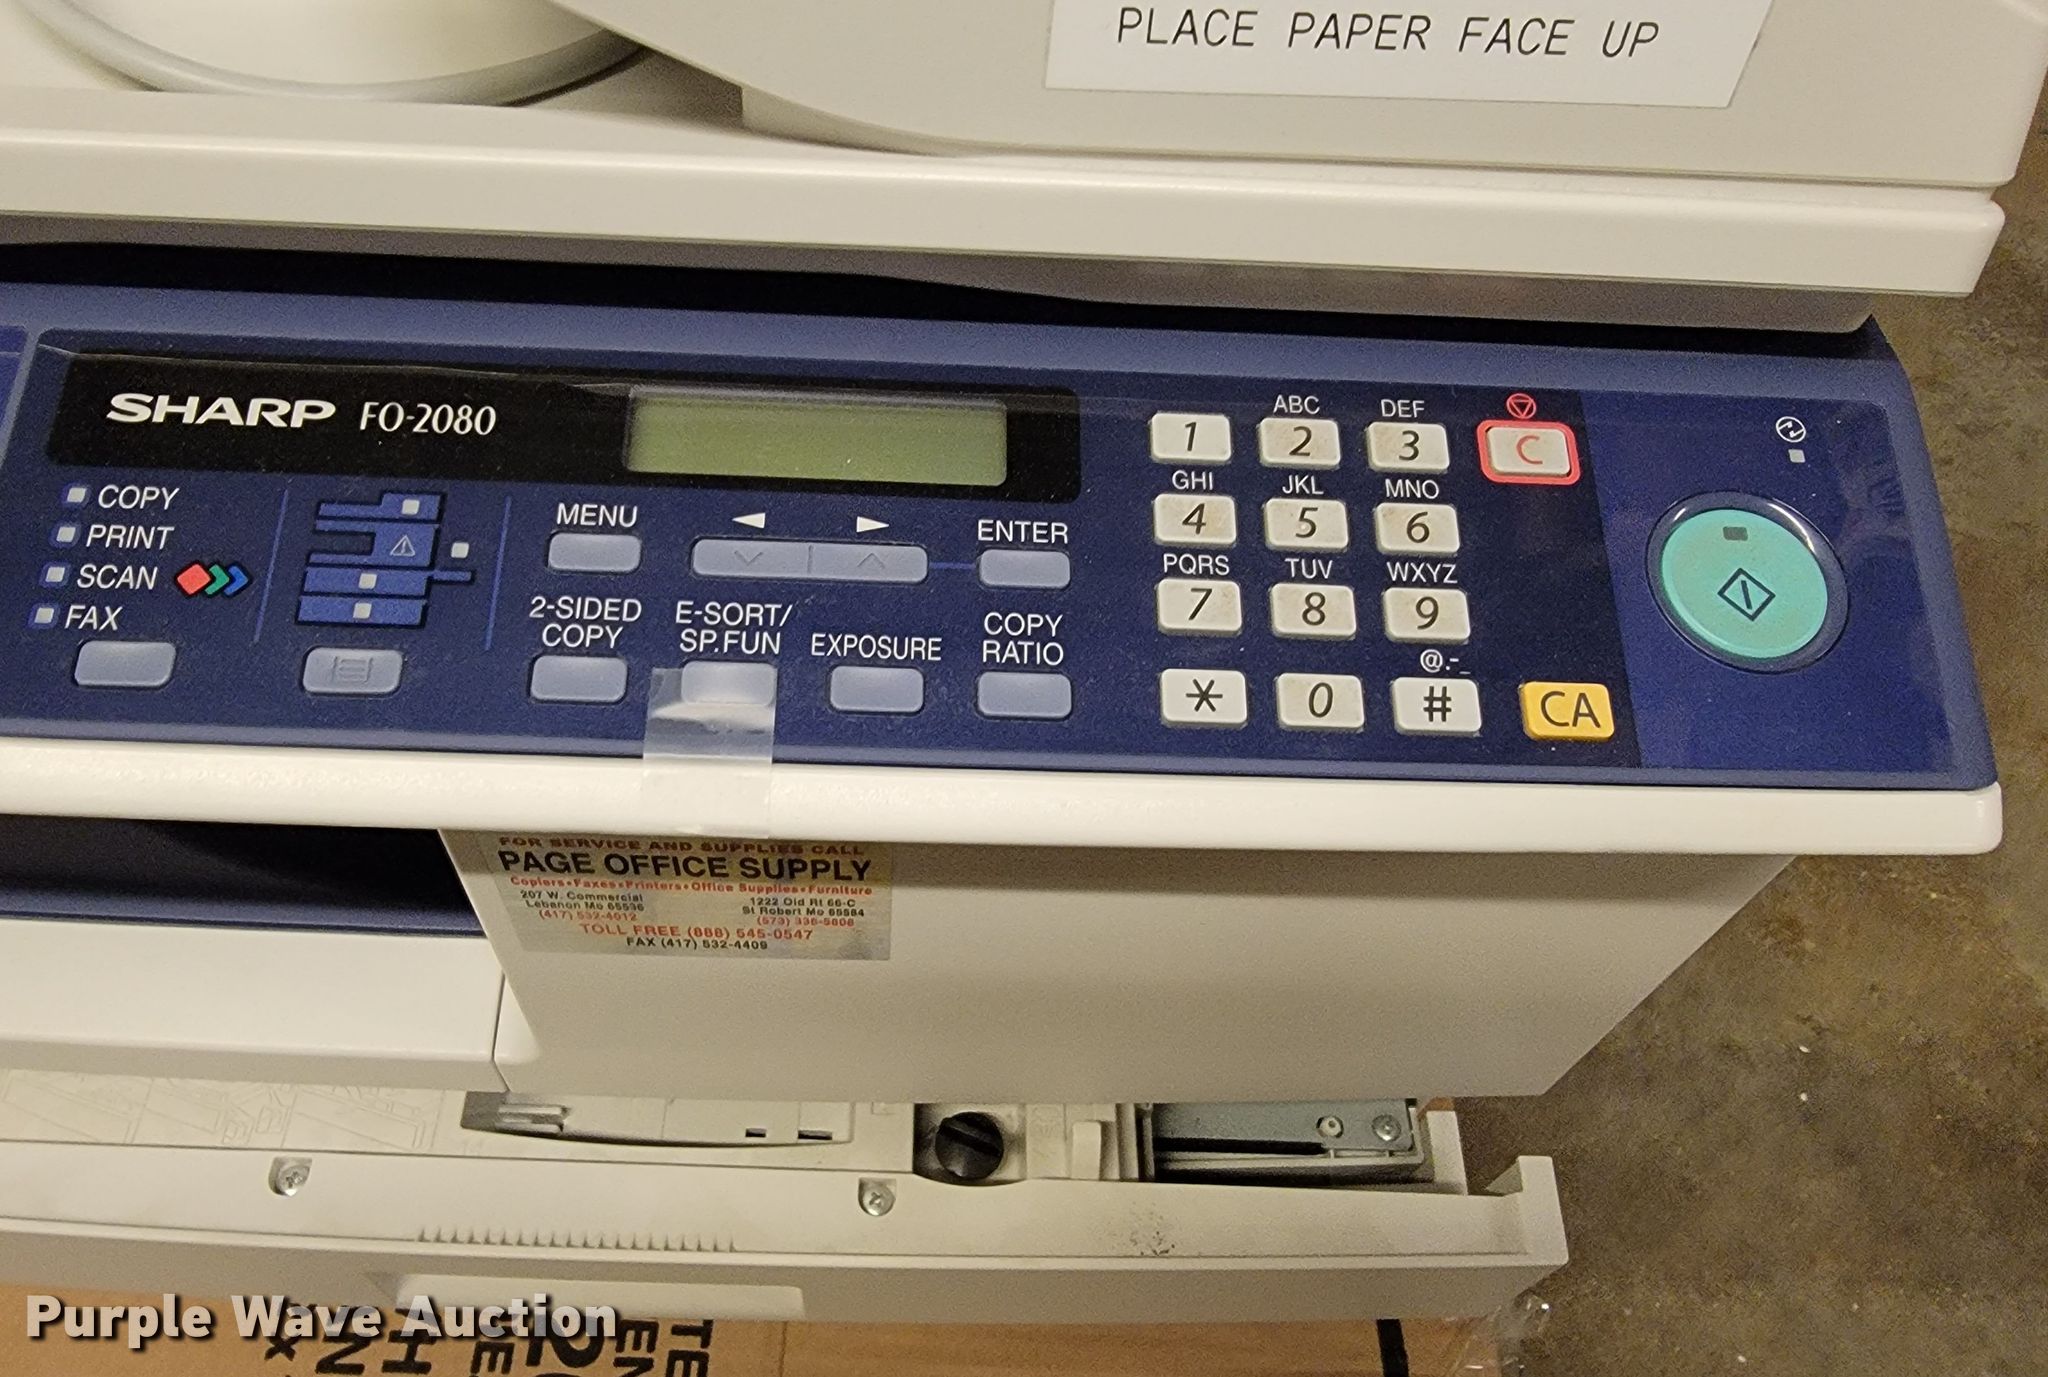 PLACE PAPER FACE UP
SHARP FO-2080
COPY
PRINT
SCAN
FAX
MENU
ENTER
2-SIDED
COPY
E-SORT/
SP.FUN
EXPOSURE
COPY
RATIO
ABC DEF
1 2 3 C
GHI JKL MNO
4 5 6
PQRS TUV WXYZ
7 8 9
@.-_
* 0 # CA
FOR SERVICE AND SUPPLIES CALL
PAGE OFFICE SUPPLY
Copiers•Faxes•Printers•Office Supplies•Furniture
207 W. Commercial
Lebanon Mo 65536
(417) 532-4012
1222 Old Rt 66-C
St Robert Mo 65584
(573) 336-5808
TOLL FREE (888) 545-0547
FAX (417) 532-4409
Purple Wave Auction